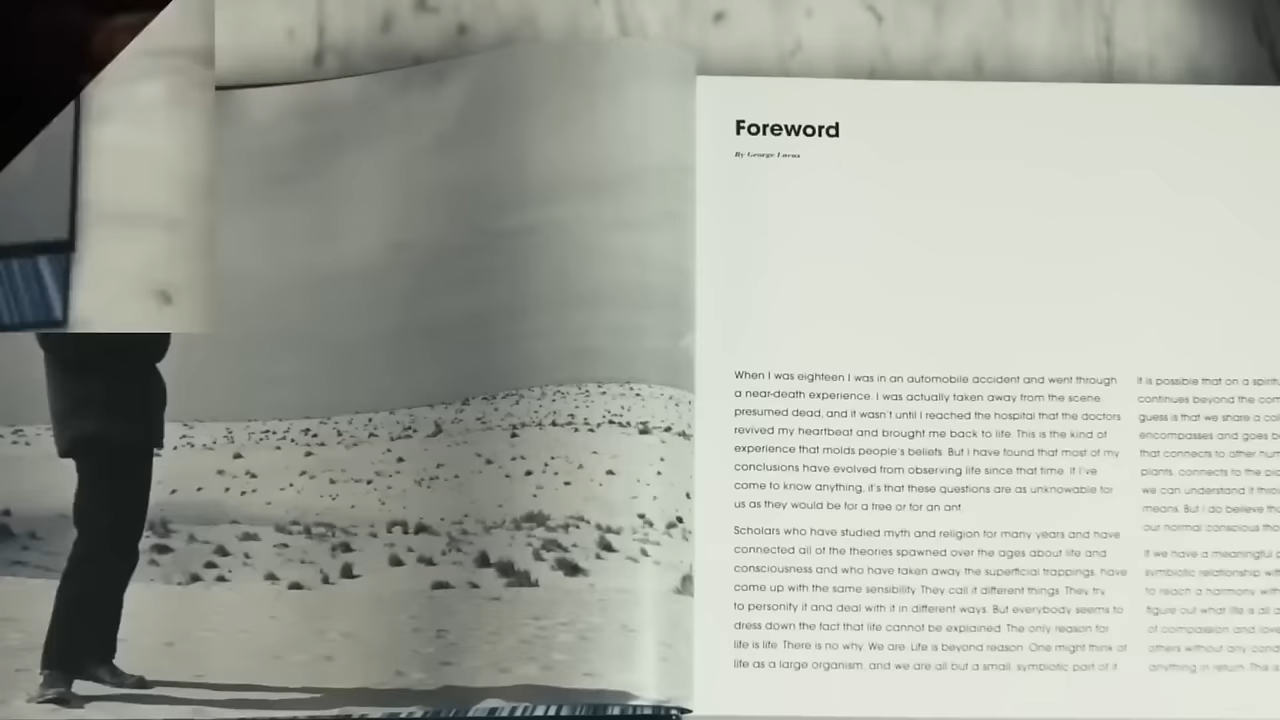 Foreword
By George Lucas
When I was eighteen I was in an automobile accident and went through
a near-death experience. I was actually taken away from the scene,
presumed dead, and it wasn't until I reached the hospital that the doctors
revived my heartbeat and brought me back to life. This is the kind of
experience that molds people's beliefs. But I have found that most of my
conclusions have evolved from observing life since that time. If I've
come to know anything, it's that these questions are as unknowable for
us as they would be for a tree or for an ant.
Scholars who have studied myth and religion for many years and have
connected all of the theories spawned over the ages about life and
consciousness and who have taken away the superficial trappings, have
come up with the same sensibility. They call it different things. They try
to personify it and deal with it in different ways. But everybody seems to
dress down the fact that life cannot be explained. The only reason for
life is life. There is no why. We are. Life is beyond reason. One might think of
life as a large organism, and we are all but a small, symbiotic part of it.
It is possible that on a
continues beyond the
guess is that we share a
encompasses and goes
that connects to other
plants, connects to the
we can understand it
means. But I do believe
our normal conscious
If we have a meaningful
symbiotic relationship
to reach a harmony
figure out what life is all
of compassion and
others without any
anything in return. This